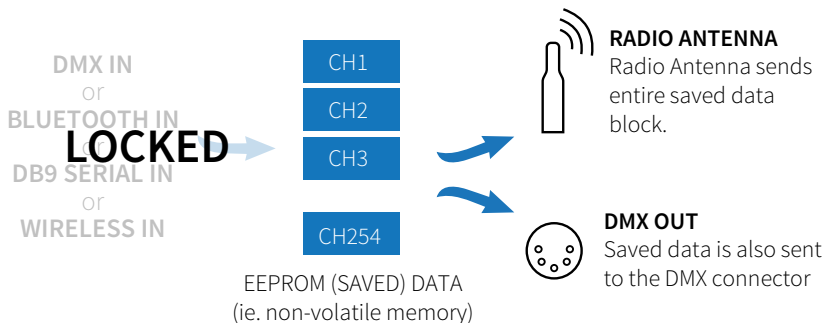 DMX IN
or
BLUETOOTH IN
or
LOCKED
DB9 SERIAL IN
or
WIRELESS IN
CH1
CH2
CH3
CH254
EEPROM (SAVED) DATA
(ie. non-volatile memory)
RADIO ANTENNA
Radio Antenna sends
entire saved data
block.
DMX OUT
Saved data is also sent
to the DMX connector